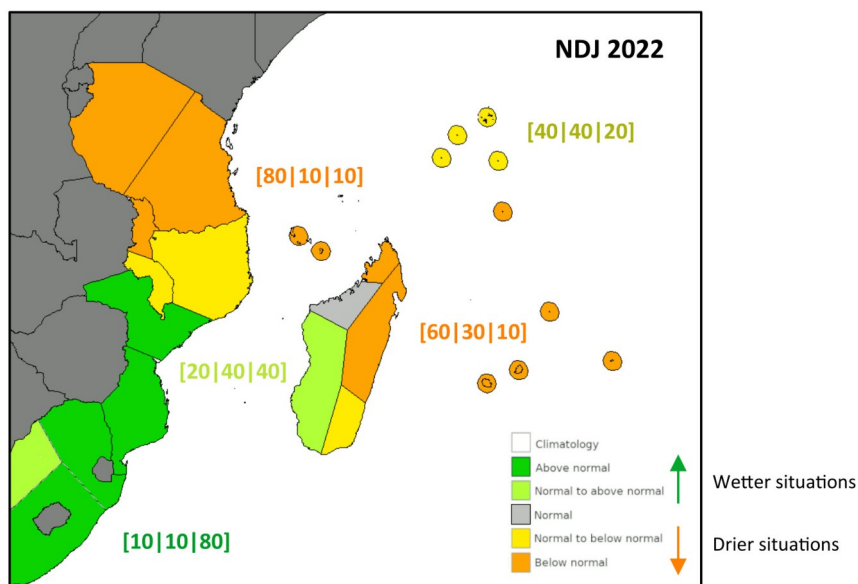 NDJ 2022
[40|40|20]
[80|10|10]
[60|30|10]
[20|40|40]
[10|10|80]
Climatology
Above normal
Normal to above normal
Normal
Normal to below normal
Below normal
Wetter situations
Drier situations